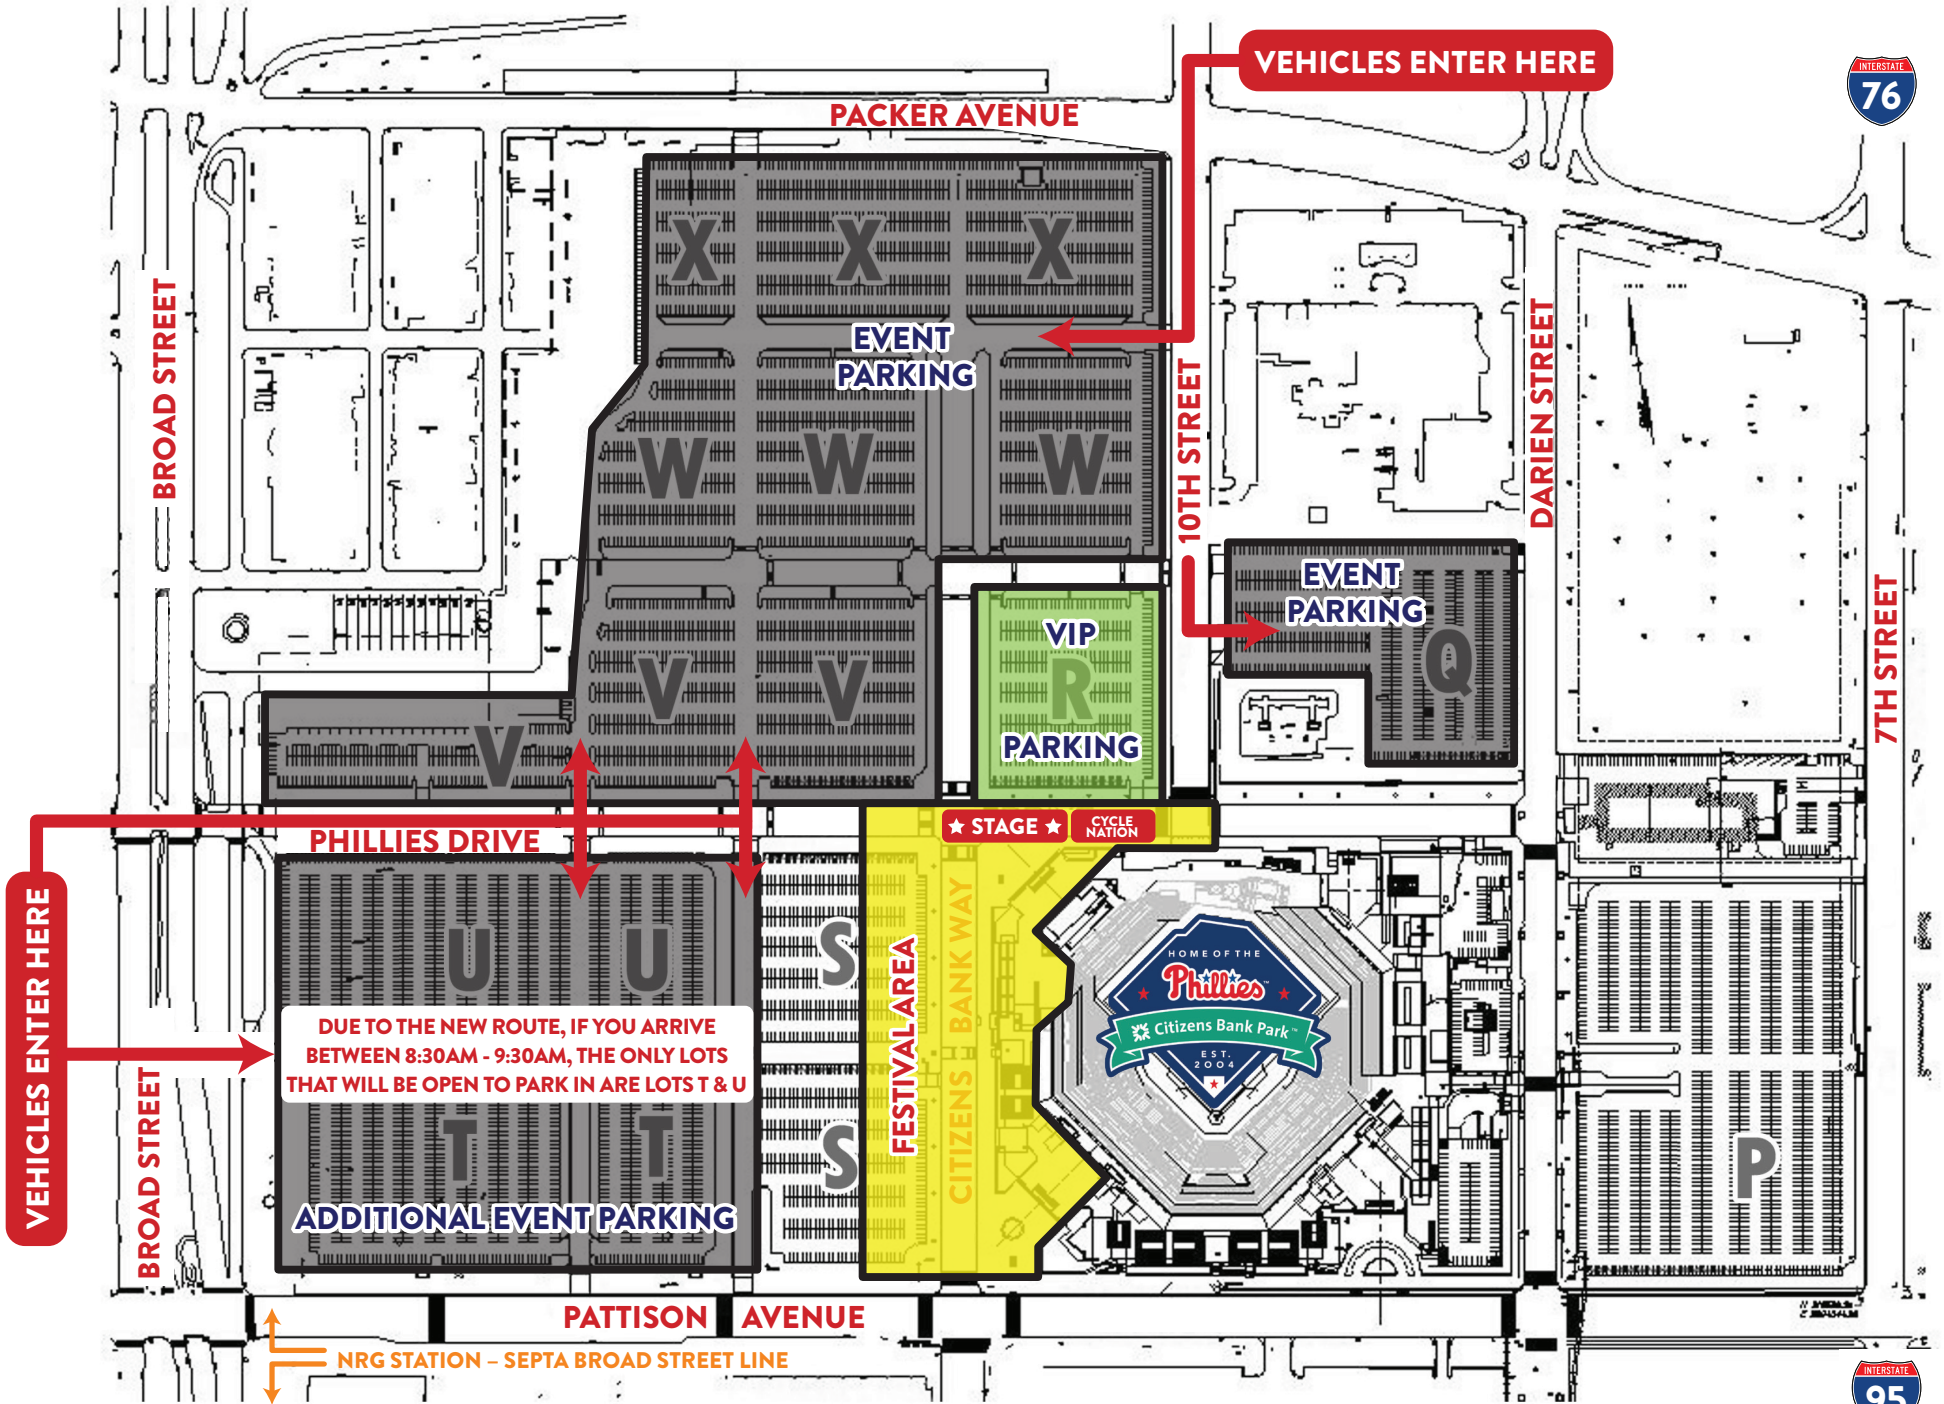 VEHICLES ENTER HERE
INTERSTATE
76
PACKER AVENUE
X X X
BROAD STREET
EVENT
PARKING
10TH STREET
DARIEN STREET
W W W
EVENT
PARKING
Q
7TH STREET
VIP
R
PARKING
V V
V
STAGE
CYCLE
NATION
PHILLIES DRIVE
VEHICLES ENTER HERE
U U
S
FESTIVAL AREA
CITIZENS BANK WAY
HOME OF THE
Phillies™
Citizens Bank Park™
EST.
2004
DUE TO THE NEW ROUTE, IF YOU ARRIVE
BETWEEN 8:30AM - 9:30AM, THE ONLY LOTS
THAT WILL BE OPEN TO PARK IN ARE LOTS T & U
BROAD STREET
T T
S
P
ADDITIONAL EVENT PARKING
PATTISON AVENUE
NRG STATION – SEPTA BROAD STREET LINE
INTERSTATE
95